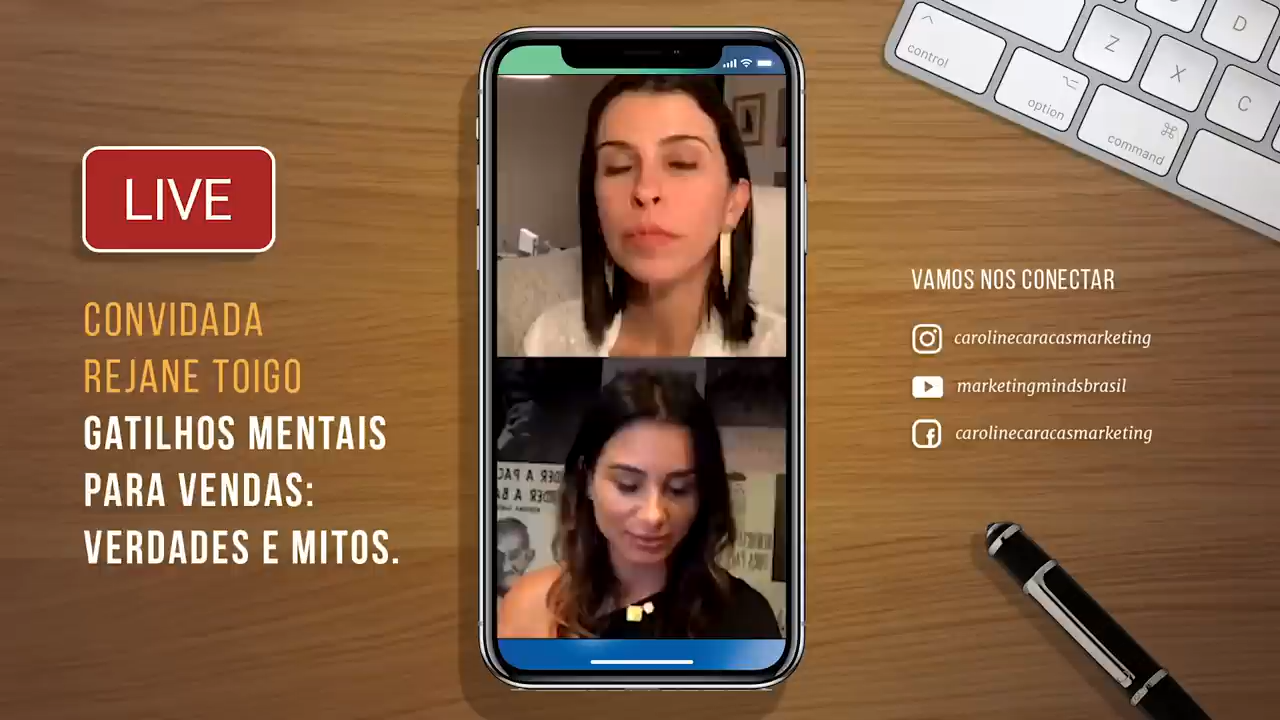 LIVE
CONVIDADA
REJANE TOIGO
GATILHOS MENTAIS
PARA VENDAS:
VERDADES E MITOS.
VAMOS NOS CONECTAR
carolinecaracasmarketing
marketingmindsbrasil
carolinecaracasmarketing
control
option
command
Z
X
C
D